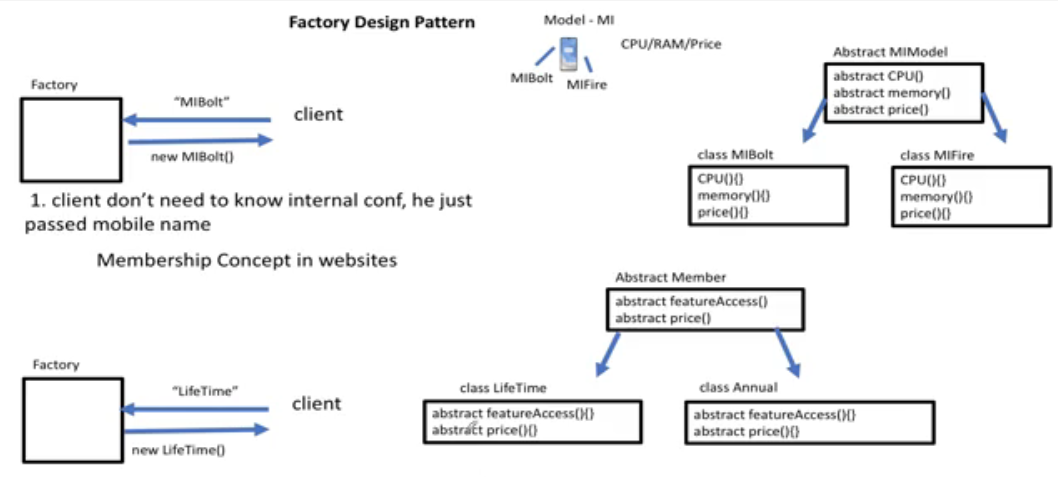 Factory Design Pattern
Model - MI
CPU/RAM/Price
MIBolt
MIFire
Abstract MIModel
abstract CPU()
abstract memory()
abstract price()
Factory
"MIBolt"
client
new MIBolt()
class MIBolt
CPU(){}
memory(){}
price(){}
class MIFire
CPU(){}
memory(){}
price(){}
1. client don't need to know internal conf, he just
passed mobile name
Membership Concept in websites
Abstract Member
abstract featureAccess()
abstract price()
Factory
"LifeTime"
client
new LifeTime()
class LifeTime
abstract featureAccess(){}
abstract price(){}
class Annual
abstract featureAccess(){}
abstract price(){}